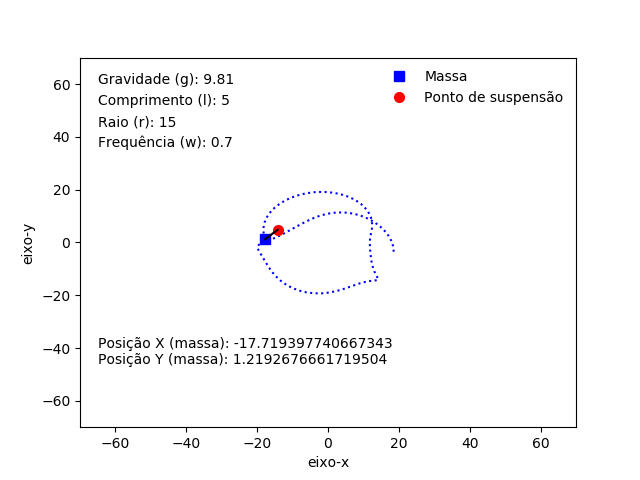 Gravidade (g): 9.81
Comprimento (l): 5
Raio (r): 15
Frequência (w): 0.7
Massa
Ponto de suspensão
60
40
20
0
−20
−40
−60
eixo-y
Posição X (massa): -17.719397740667343
Posição Y (massa): 1.2192676661719504
−60 −40 −20 0 20 40 60
eixo-x